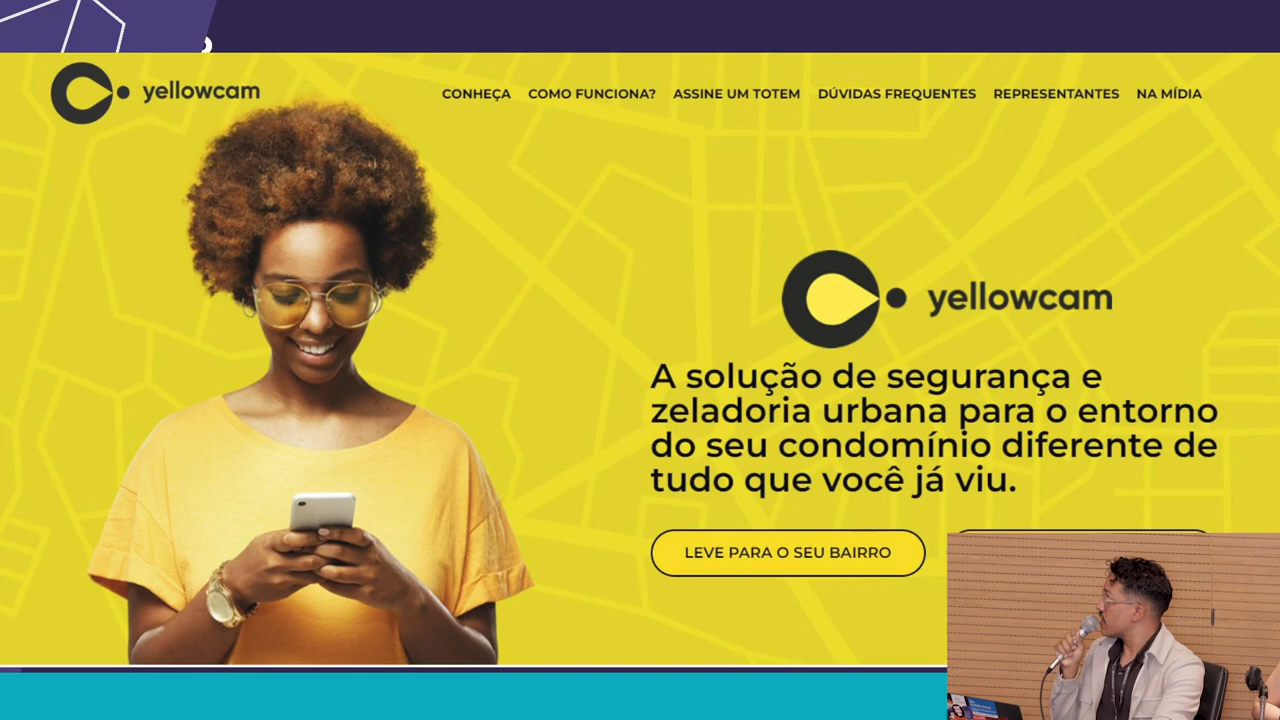 yellowcam
CONHEÇA COMO FUNCIONA? ASSINE UM TOTEM DÚVIDAS FREQUENTES REPRESENTANTES NA MÍDIA
yellowcam
A solução de segurança e
zeladoria urbana para o entorno
do seu condomínio diferente de
tudo que você já viu.
LEVE PARA O SEU BAIRRO